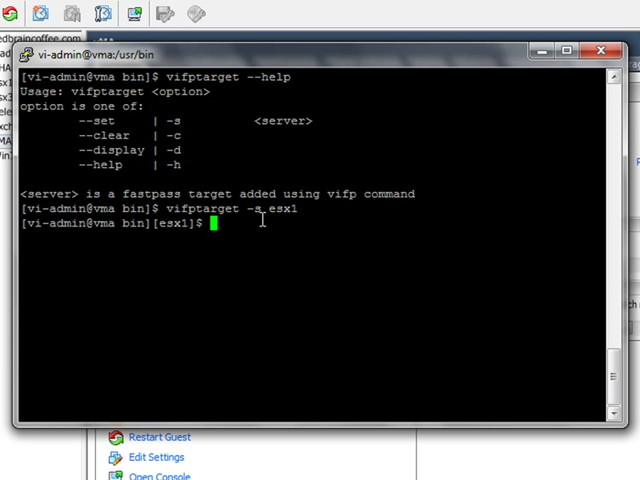 edbraincoffee.com
vi-admin@vma:/usr/bin
[vi-admin@vma bin]$ vifptarget --help
Usage: vifptarget <option>
option is one of:
--set | -s <server>
--clear | -c
--display | -d
--help | -h
<server> is a fastpass target added using vifp command
[vi-admin@vma bin]$ vifptarget -s esx1
[vi-admin@vma bin][esx1]$
Restart Guest
Edit Settings
Open Console